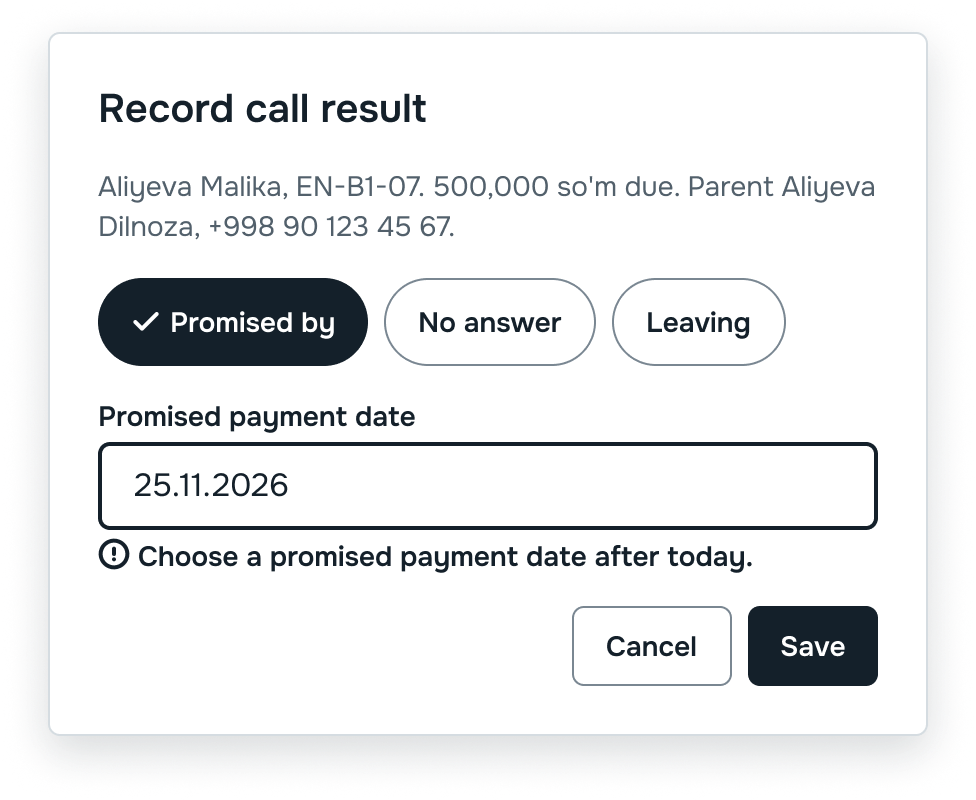 Record call result
Aliyeva Malika, EN-B1-07. 500,000 so'm due. Parent Aliyeva
Dilnoza, +998 90 123 45 67.
Promised by No answer Leaving
Promised payment date
25.11.2026
Choose a promised payment date after today.
Cancel Save